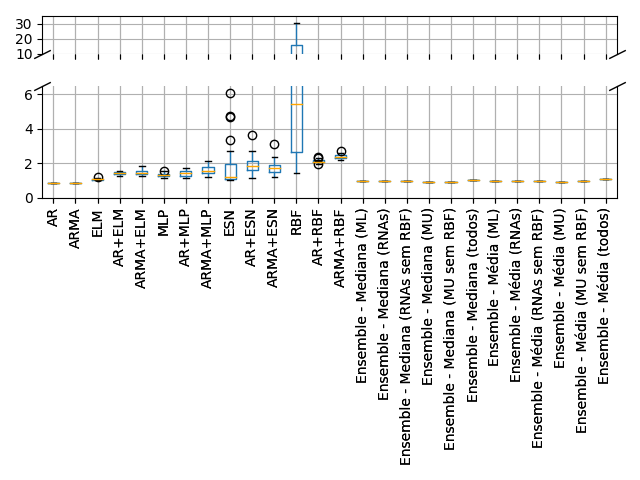 30
20
10
6
4
2
0
AR
ARMA
ELM
AR+ELM
ARMA+ELM
MLP
AR+MLP
ARMA+MLP
ESN
AR+ESN
ARMA+ESN
RBF
AR+RBF
ARMA+RBF
Ensemble - Mediana (ML)
Ensemble - Mediana (RNAs)
Ensemble - Mediana (RNAs sem RBF)
Ensemble - Mediana (MU)
Ensemble - Mediana (MU sem RBF)
Ensemble - Mediana (todos)
Ensemble - Média (ML)
Ensemble - Média (RNAs)
Ensemble - Média (RNAs sem RBF)
Ensemble - Média (MU)
Ensemble - Média (MU sem RBF)
Ensemble - Média (todos)